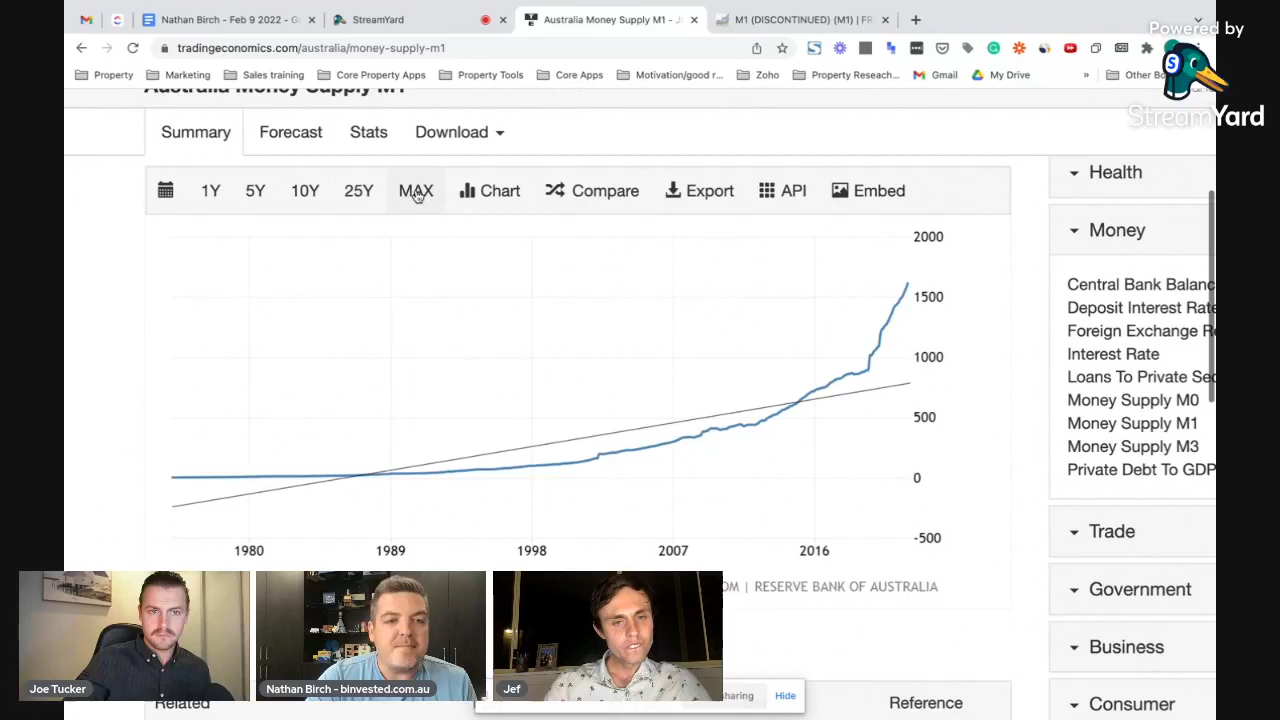 Nathan Birch - Feb 9 2022 - G
StreamYard
Australia Money Supply M1 - J
M1 (DISCONTINUED) (M1) | FR
Powered by
StreamYard
tradingeconomics.com/australia/money-supply-m1
Property
Marketing
Sales training
Core Property Apps
Property Tools
Core Apps
Motivation/good r...
Zoho
Property Reseach...
Gmail
My Drive
»
Other Bo
Australia Money Supply M1
Summary
Forecast
Stats
Download
1Y
5Y
10Y
25Y
MAX
Chart
Compare
Export
API
Embed
2000
1500
1000
500
0
-500
1980
1989
1998
2007
2016
OM | RESERVE BANK OF AUSTRALIA
Health
Money
Central Bank Balanc
Deposit Interest Rate
Foreign Exchange Re
Interest Rate
Loans To Private Sec
Money Supply M0
Money Supply M1
Money Supply M3
Private Debt To GDP
Trade
Government
Business
Consumer
Joe Tucker
Nathan Birch - binvested.com.au
Jef
Related
haring
Hide
Reference